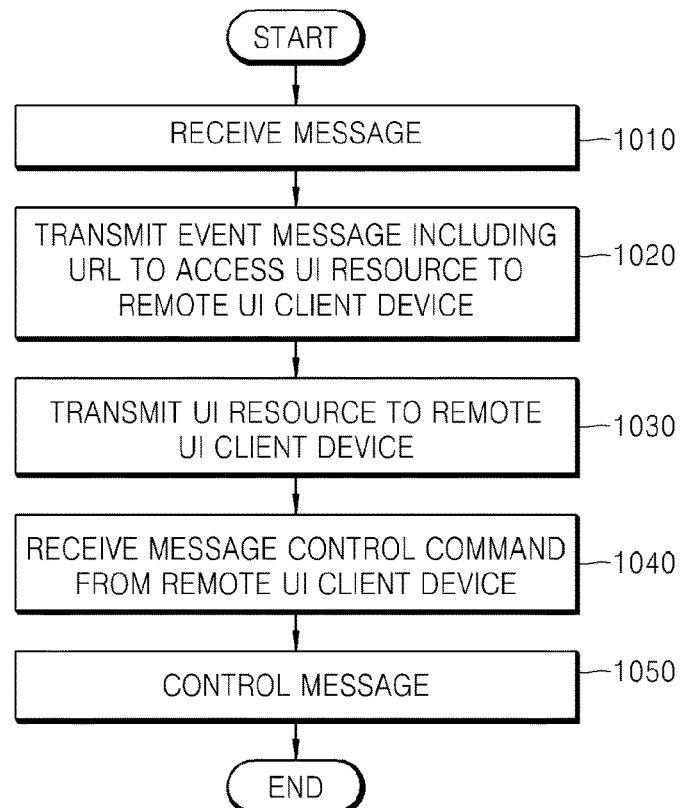 START
RECEIVE MESSAGE
1010
TRANSMIT EVENT MESSAGE INCLUDING
URL TO ACCESS UI RESOURCE TO
REMOTE UI CLIENT DEVICE
1020
TRANSMIT UI RESOURCE TO REMOTE
UI CLIENT DEVICE
1030
RECEIVE MESSAGE CONTROL COMMAND
FROM REMOTE UI CLIENT DEVICE
1040
CONTROL MESSAGE
1050
END